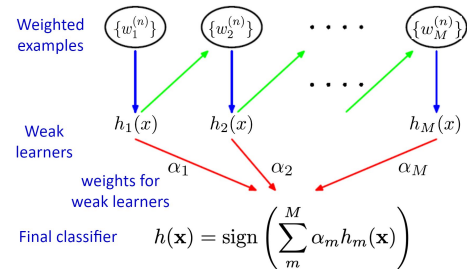 Weighted examples
{w_1^{(n)}} {w_2^{(n)}} · · · · {w_M^{(n)}}
· · · ·
Weak learners
h_1(x) h_2(x) h_M(x)
α_1 α_2 α_M
weights for weak learners
Final classifier
h(𝐱) = sign ( ∑_m^M α_m h_m(𝐱) )